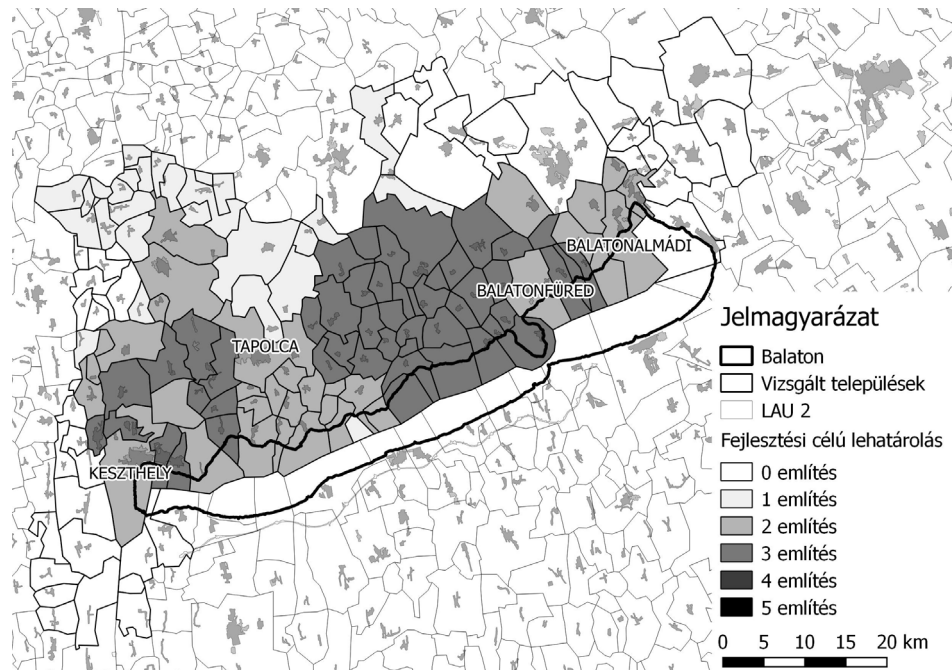 BALATONALMÁDI
BALATONFÜRED
TAPOLCA
KESZTHELY
Jelmagyarázat
Balaton
Vizsgált települések
LAU 2
Fejlesztési célú lehatárolás
0 említés
1 említés
2 említés
3 említés
4 említés
5 említés
0 5 10 15 20 km